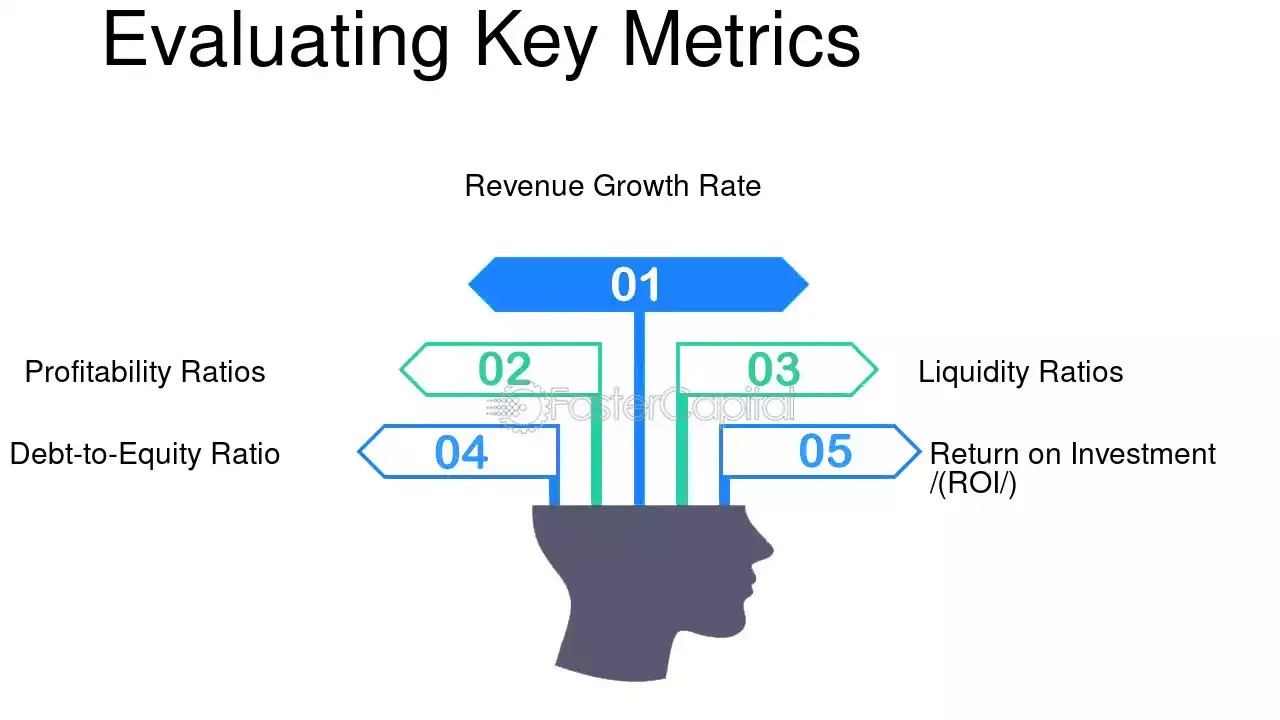 Evaluating Key Metrics
Revenue Growth Rate
01
Profitability Ratios
02
03
Liquidity Ratios
FasterCapital
Debt-to-Equity Ratio
04
05
Return on Investment
/(ROI/)